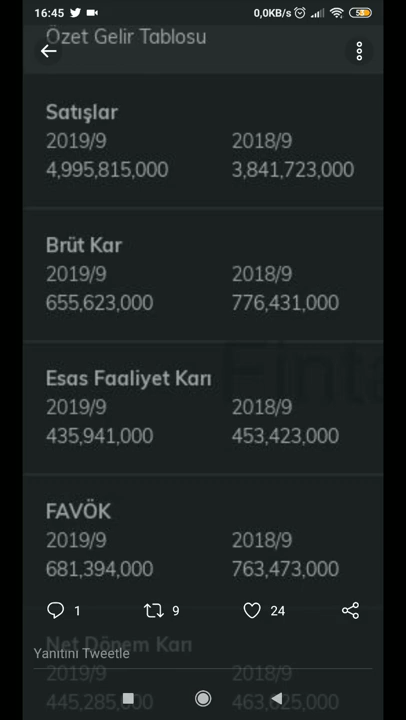 16:45 0,0KB/s 50
Özet Gelir Tablosu
Satışlar
2019/9 2018/9
4,995,815,000 3,841,723,000
Brüt Kar
2019/9 2018/9
655,623,000 776,431,000
Esas Faaliyet Karı
2019/9 2018/9
435,941,000 453,423,000
FAVÖK
2019/9 2018/9
681,394,000 763,473,000
1 9 24
Net Dönem Karı
Yanıtını Tweetle
2019/9 2018/9
445,285,